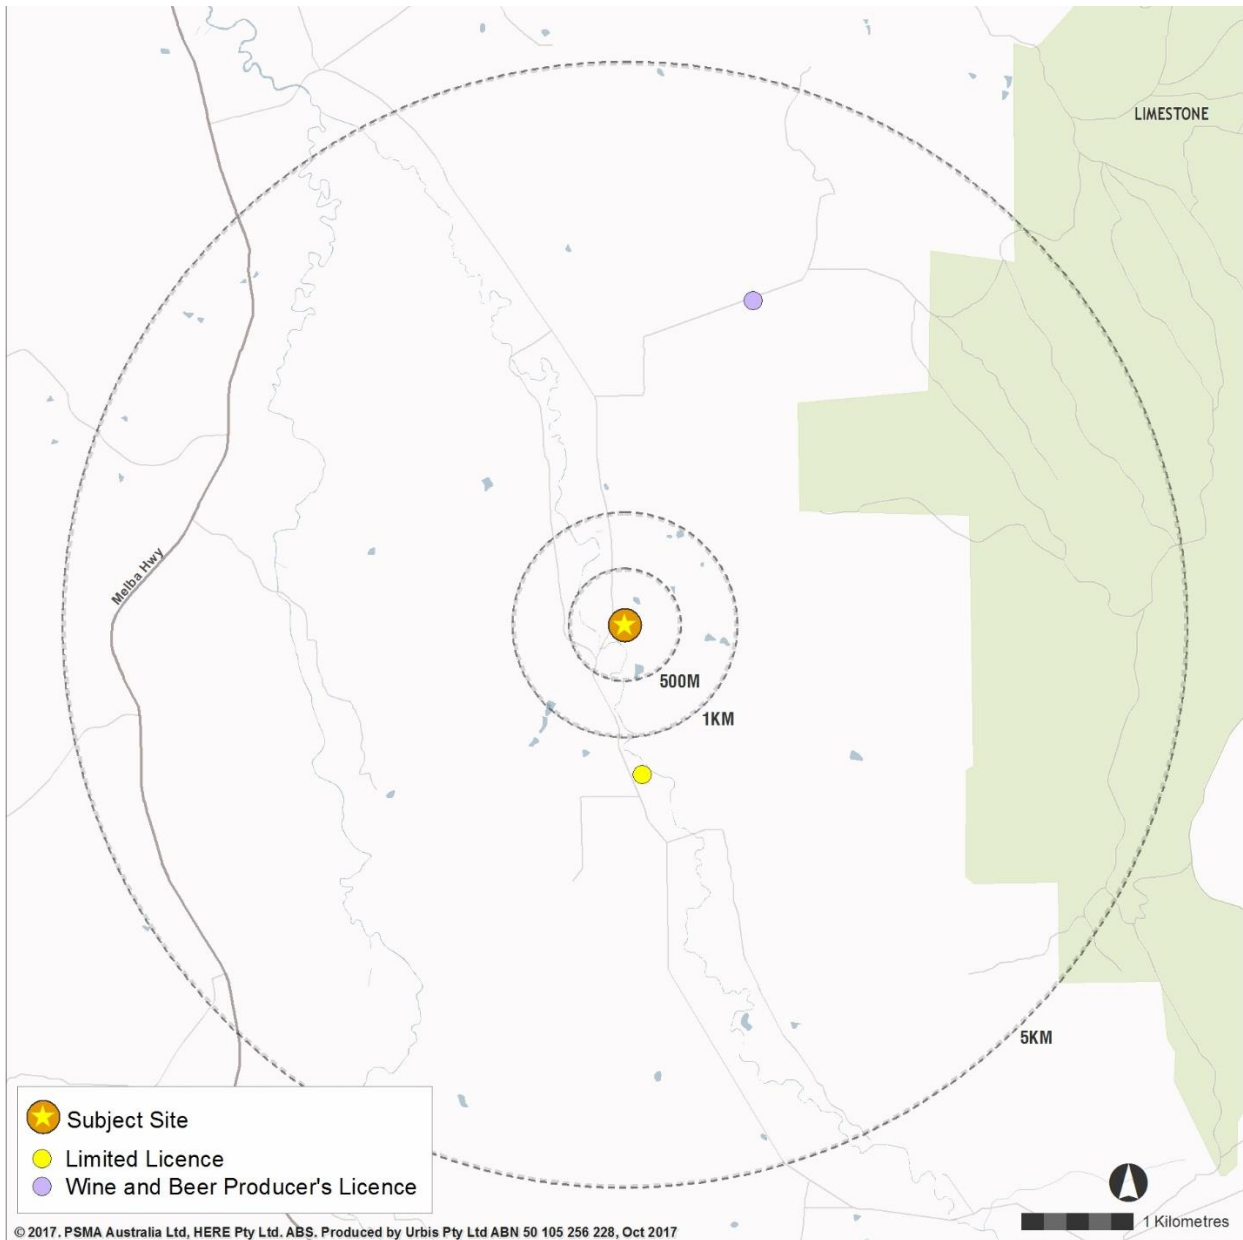 LIMESTONE
Melba Hwy
500M
1KM
5KM
Subject Site
Limited Licence
Wine and Beer Producer's Licence
1 Kilometres
© 2017. PSMA Australia Ltd, HERE Pty Ltd. ABS. Produced by Urbis Pty Ltd ABN 50 105 256 228, Oct 2017